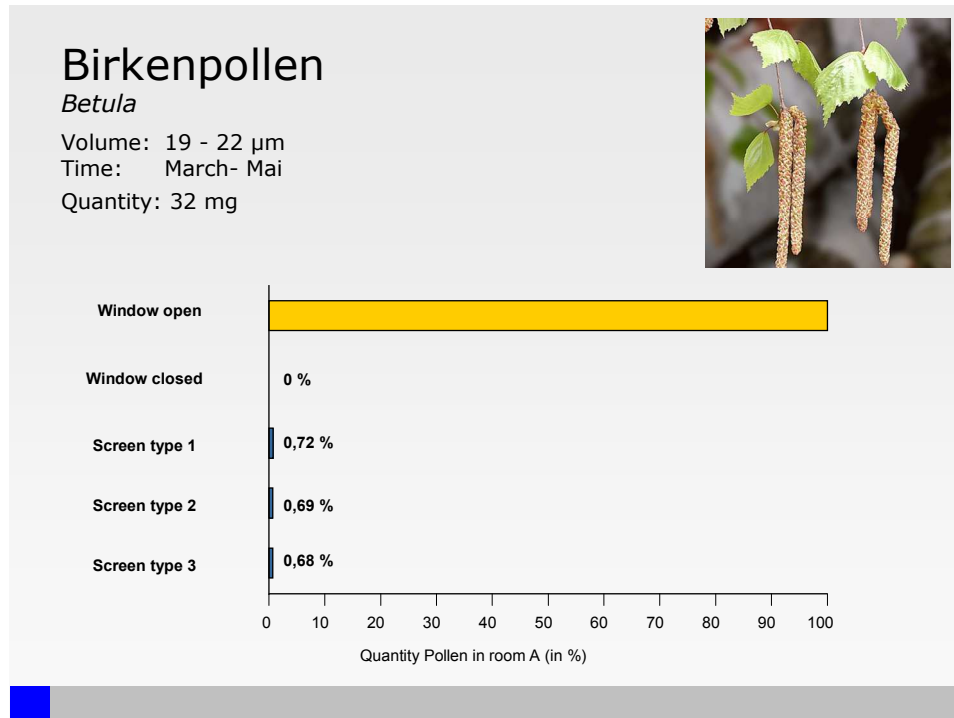 Birkenpollen
Betula
Volume: 19 - 22 µm
Time: March- Mai
Quantity: 32 mg
Window open
Window closed 0 %
Screen type 1 0,72 %
Screen type 2 0,69 %
Screen type 3 0,68 %
0 10 20 30 40 50 60 70 80 90 100
Quantity Pollen in room A (in %)